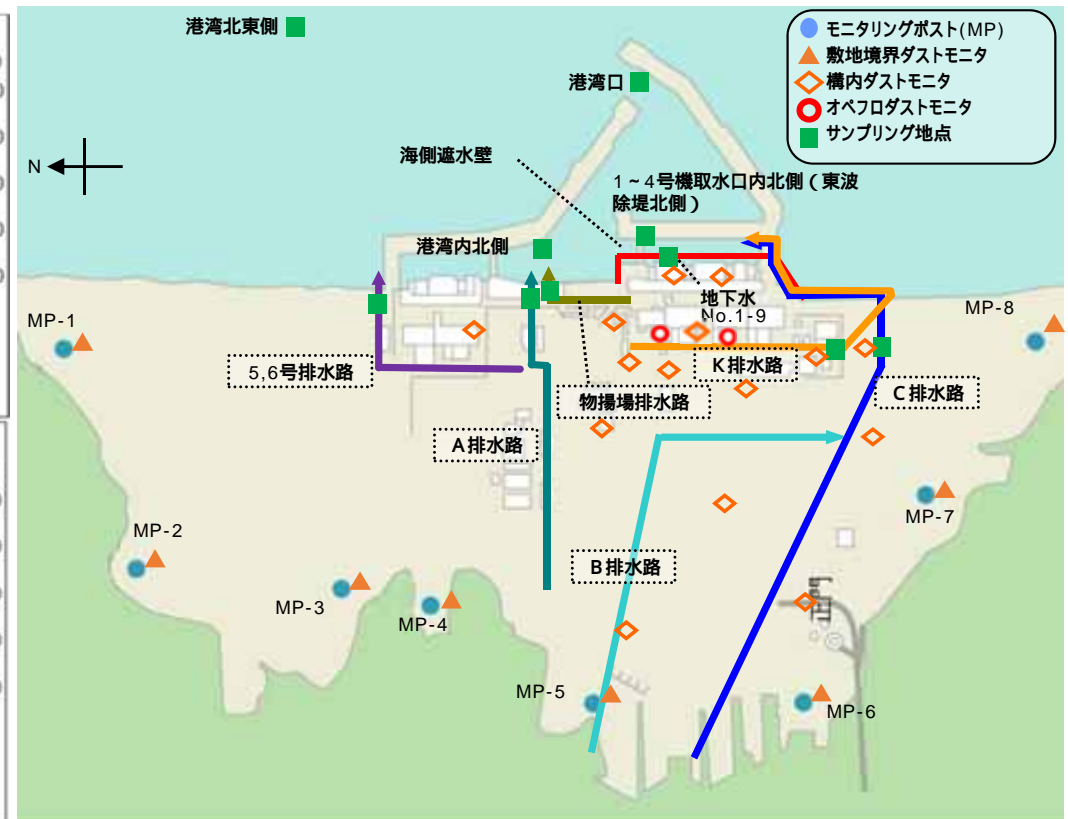 港湾北東側
モニタリングポスト(MP)
敷地境界ダストモニタ
構内ダストモニタ
オペフロダストモニタ
サンプリング地点
港湾口
N
海側遮水壁
1~4号機取水口内北側(東波
除堤北側)
港湾内北側
地下水
No.1-9
MP-1
MP-8
5,6号排水路
K排水路
物揚場排水路
C排水路
A排水路
MP-7
MP-2
B排水路
MP-3
MP-4
正門
MP-5
MP-6